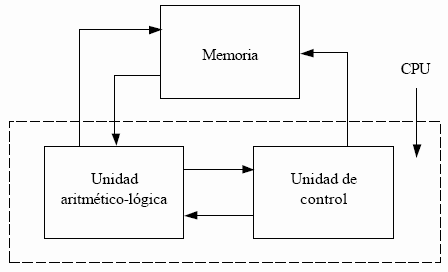 Memoria
CPU
Unidad
aritmético-lógica
Unidad de
control